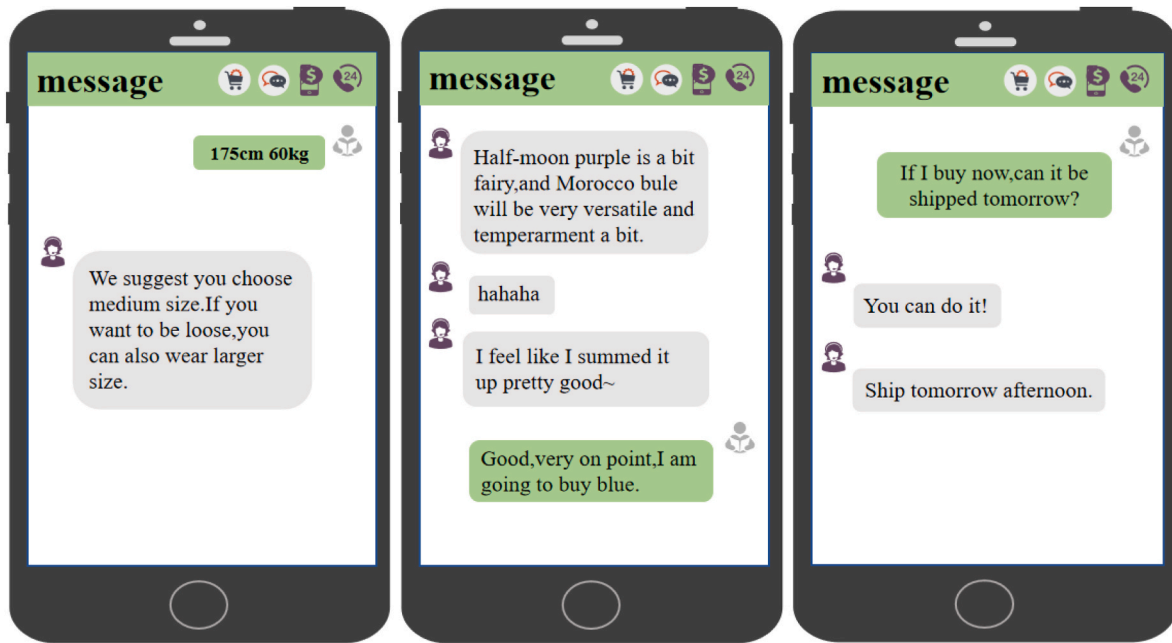 message
24
175cm 60kg
We suggest you choose
medium size.If you
want to be loose,you
can also wear larger
size.
message
$
24
Half-moon purple is a bit
fairy,and Morocco bule
will be very versatile and
temperarment a bit.
hahaha
I feel like I summed it
up pretty good~
Good,very on point,I am
going to buy blue.
message
$
24
If I buy now,can it be
shipped tomorrow?
You can do it!
Ship tomorrow afternoon.